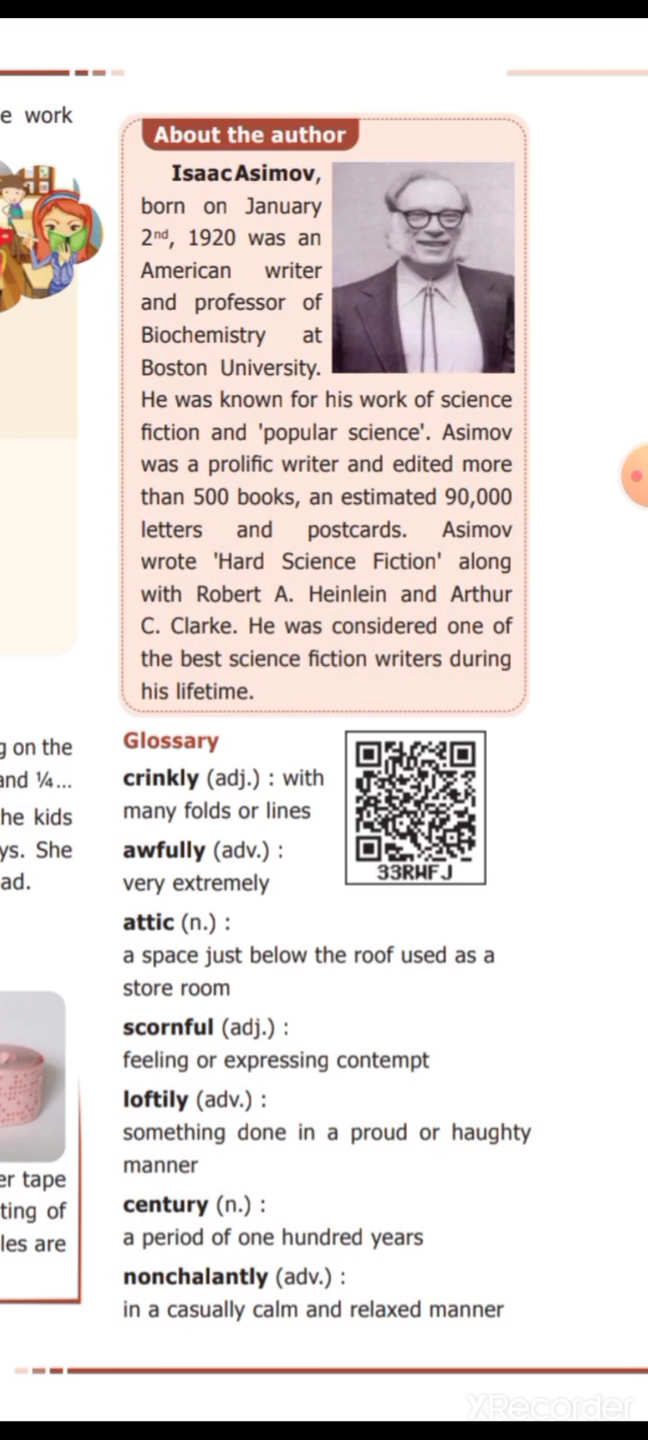 e work
About the author
Isaac Asimov,
born on January
2nd, 1920 was an
American writer
and professor of
Biochemistry at
Boston University.
He was known for his work of science
fiction and 'popular science'. Asimov
was a prolific writer and edited more
than 500 books, an estimated 90,000
letters and postcards. Asimov
wrote 'Hard Science Fiction' along
with Robert A. Heinlein and Arthur
C. Clarke. He was considered one of
the best science fiction writers during
his lifetime.
g on the
and ¼...
he kids
ys. She
ad.
er tape
ting of
les are
Glossary
crinkly (adj.) : with
many folds or lines
awfully (adv.) :
very extremely
33RWFJ
attic (n.) :
a space just below the roof used as a
store room
scornful (adj.) :
feeling or expressing contempt
loftily (adv.) :
something done in a proud or haughty
manner
century (n.) :
a period of one hundred years
nonchalantly (adv.) :
in a casually calm and relaxed manner
XRecorder